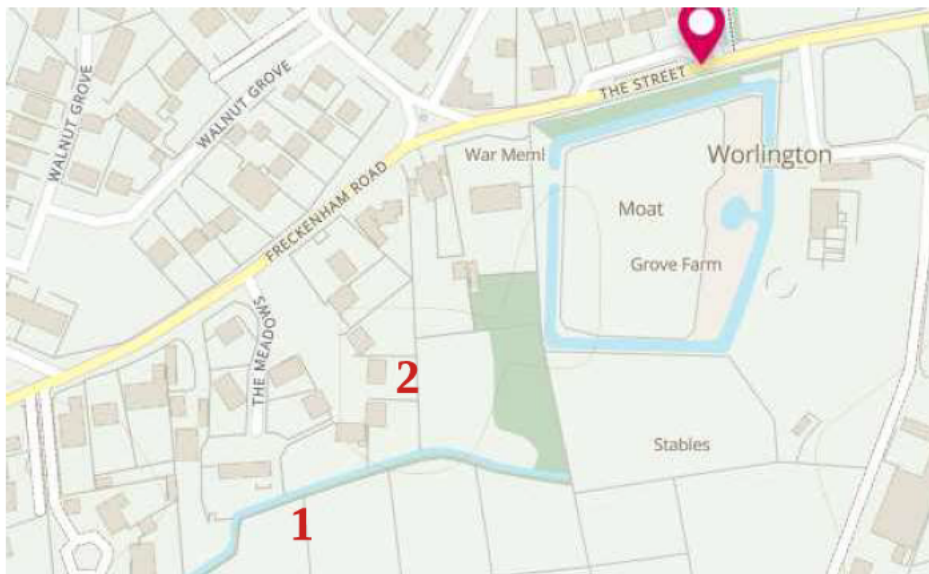 WALNUT GROVE
WALNUT GROVE
THE STREET
War Meml
Worlington
FRECKENHAM ROAD
Moat
Grove Farm
THE MEADOWS
2
Stables
1